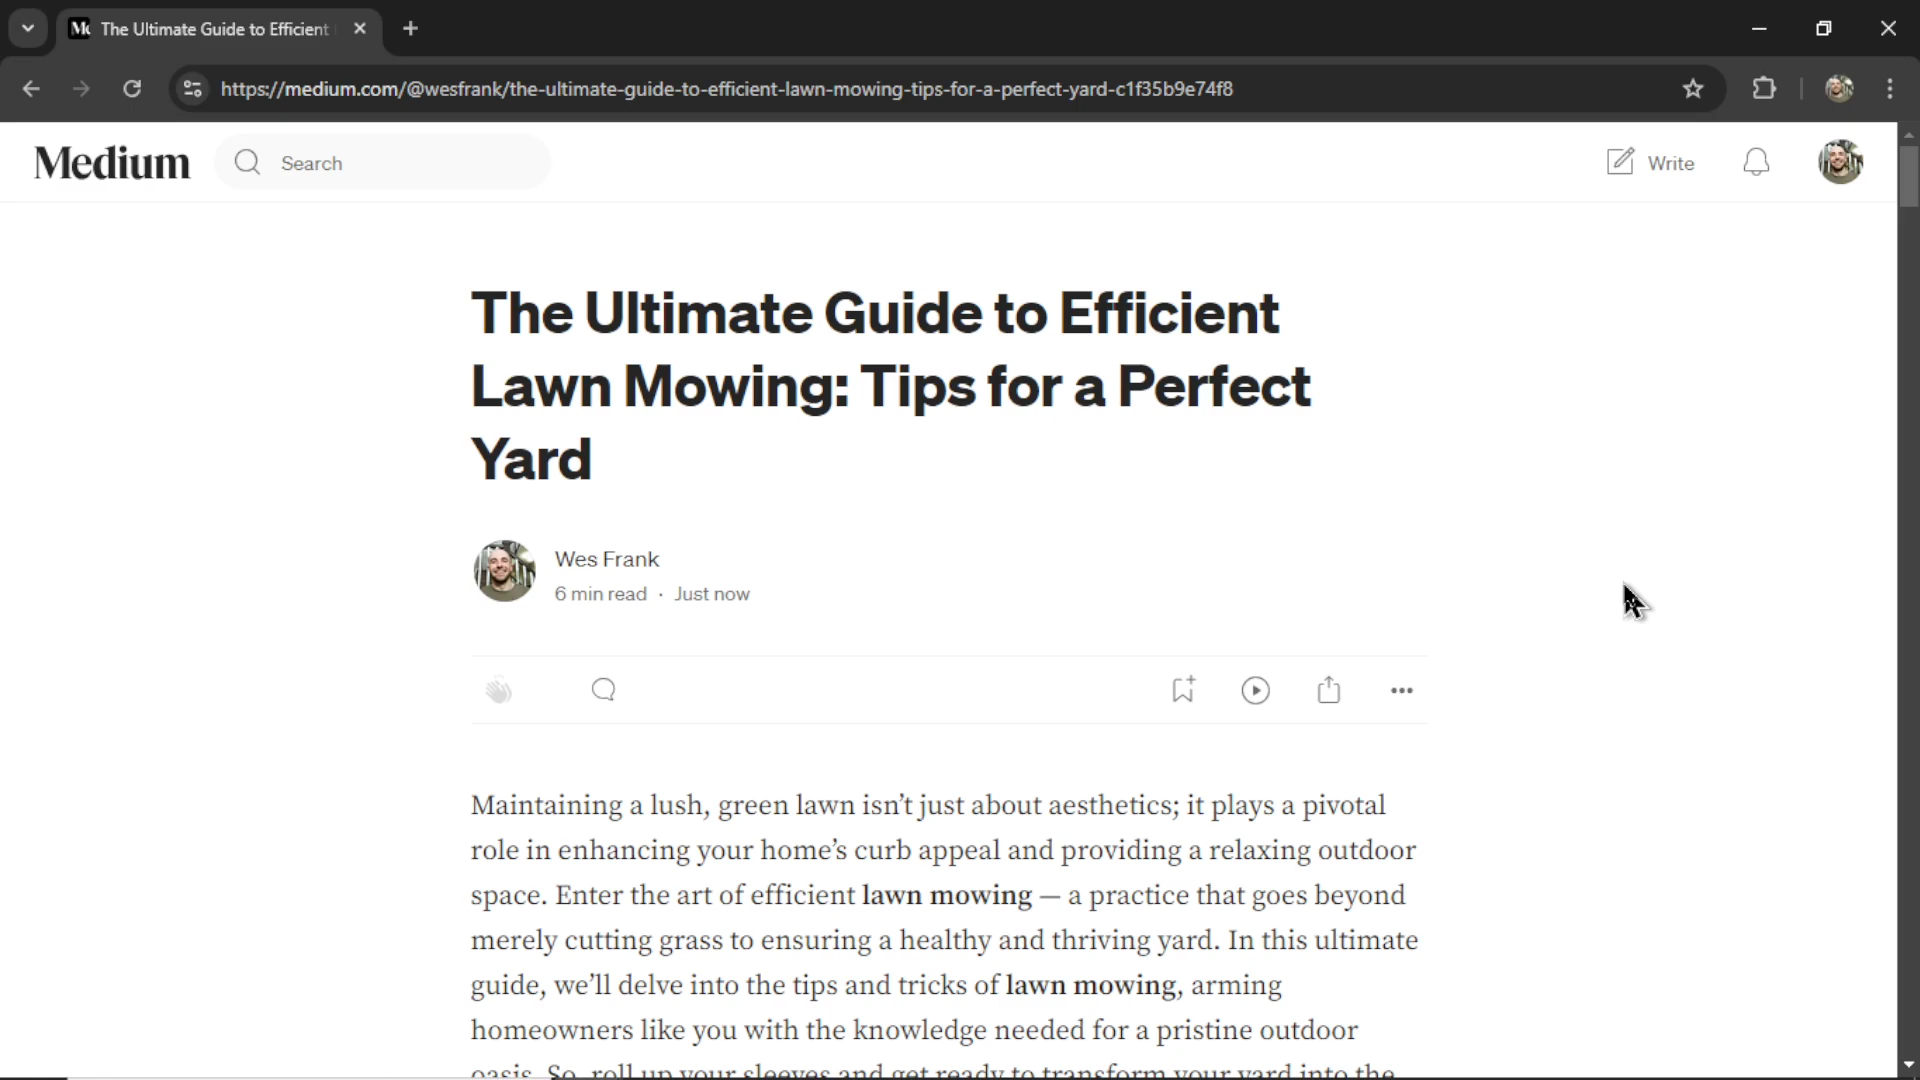 The Ultimate Guide to Efficient
https://medium.com/@wesfrank/the-ultimate-guide-to-efficient-lawn-mowing-tips-for-a-perfect-yard-c1f35b9e74f8
Medium
Search
Write
The Ultimate Guide to Efficient
Lawn Mowing: Tips for a Perfect
Yard
Wes Frank
6 min read · Just now
Maintaining a lush, green lawn isn’t just about aesthetics; it plays a pivotal
role in enhancing your home’s curb appeal and providing a relaxing outdoor
space. Enter the art of efficient lawn mowing — a practice that goes beyond
merely cutting grass to ensuring a healthy and thriving yard. In this ultimate
guide, we’ll delve into the tips and tricks of lawn mowing, arming
homeowners like you with the knowledge needed for a pristine outdoor
oasis. So, roll up your sleeves and get ready to transform your yard into the